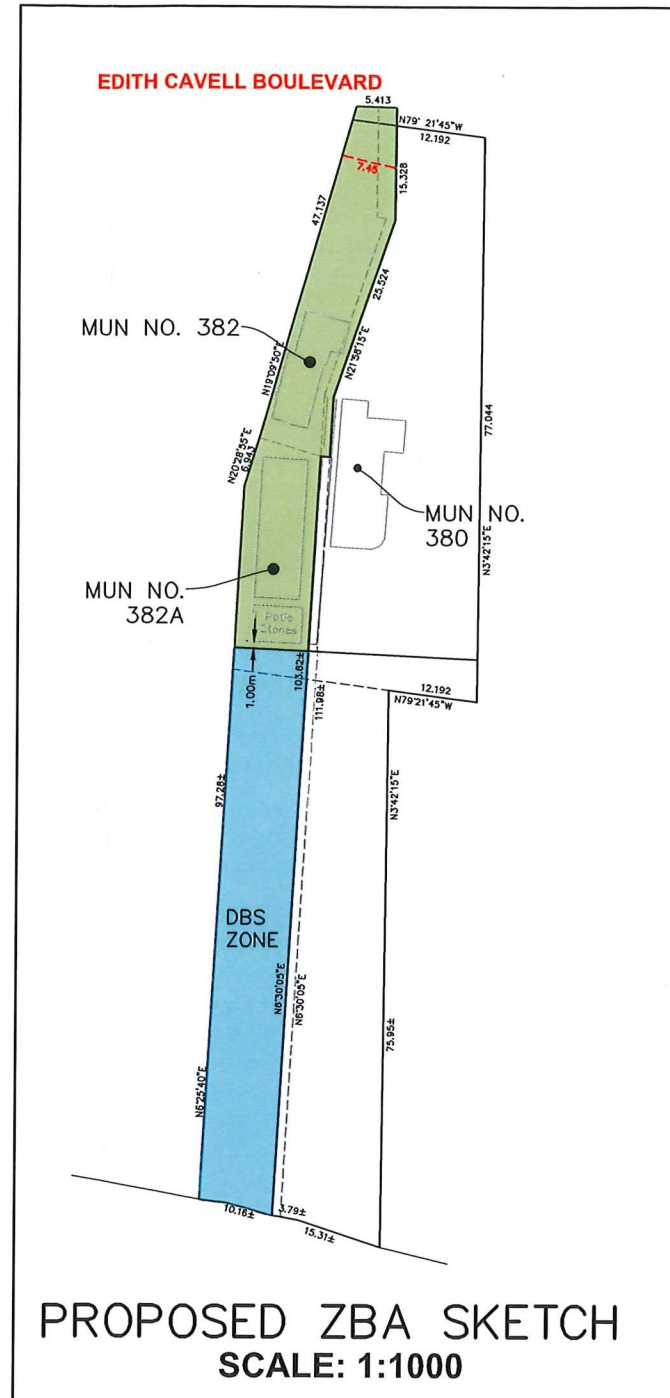 EDITH CAVELL BOULEVARD
5.413
N79° 21'45"W
12.192
7.45
15.328
47.137
25.524
MUN NO. 382
N19°09'50"E
N21°58'15"E
77.044
N20°28'55"E
6.943
MUN NO.
380
N3°42'15"E
MUN NO.
382A
Patio
Stones
1.00m
103.82±
111.98±
12.192
N79°21'45"W
N3°42'15"E
97.28±
DBS
ZONE
N6°30'05"E
N6°30'05"E
75.95±
N6°25'40"E
10.16±
3.79±
15.31±
PROPOSED ZBA SKETCH
SCALE: 1:1000